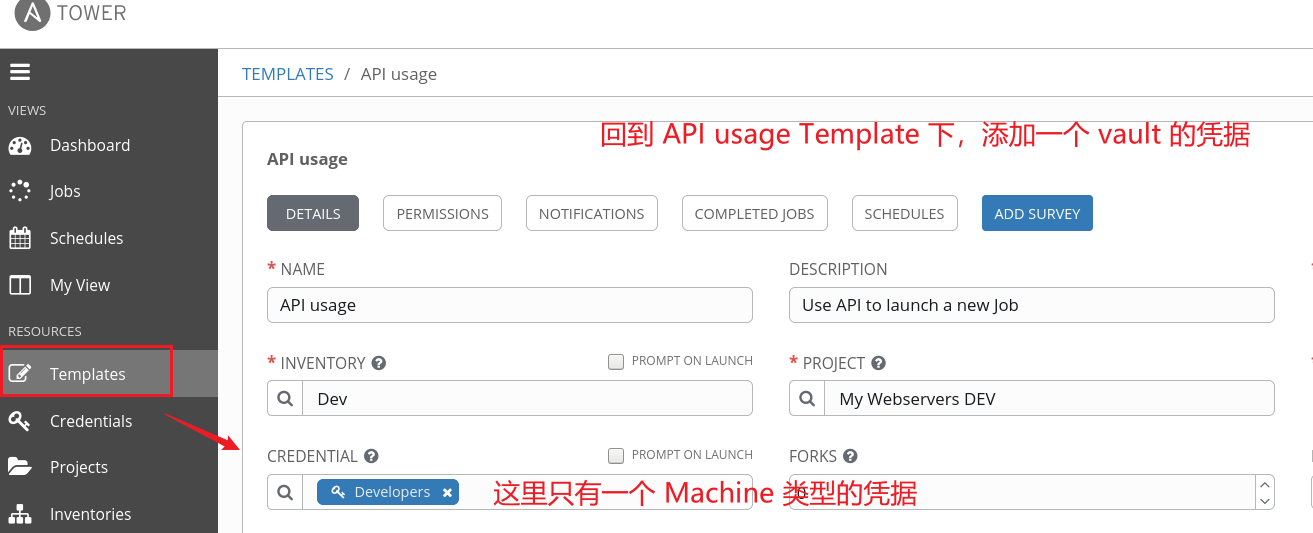 TOWER
VIEWS
Dashboard
Jobs
Schedules
My View
RESOURCES
Templates
Credentials
Projects
Inventories
TEMPLATES / API usage
回到 API usage Template 下，添加一个 vault 的凭据
API usage
DETAILS PERMISSIONS NOTIFICATIONS COMPLETED JOBS SCHEDULES ADD SURVEY
* NAME DESCRIPTION
API usage Use API to launch a new Job
* INVENTORY PROMPT ON LAUNCH * PROJECT
Dev My Webservers DEV
CREDENTIAL PROMPT ON LAUNCH FORKS
Developers 这里只有一个 Machine 类型的凭据